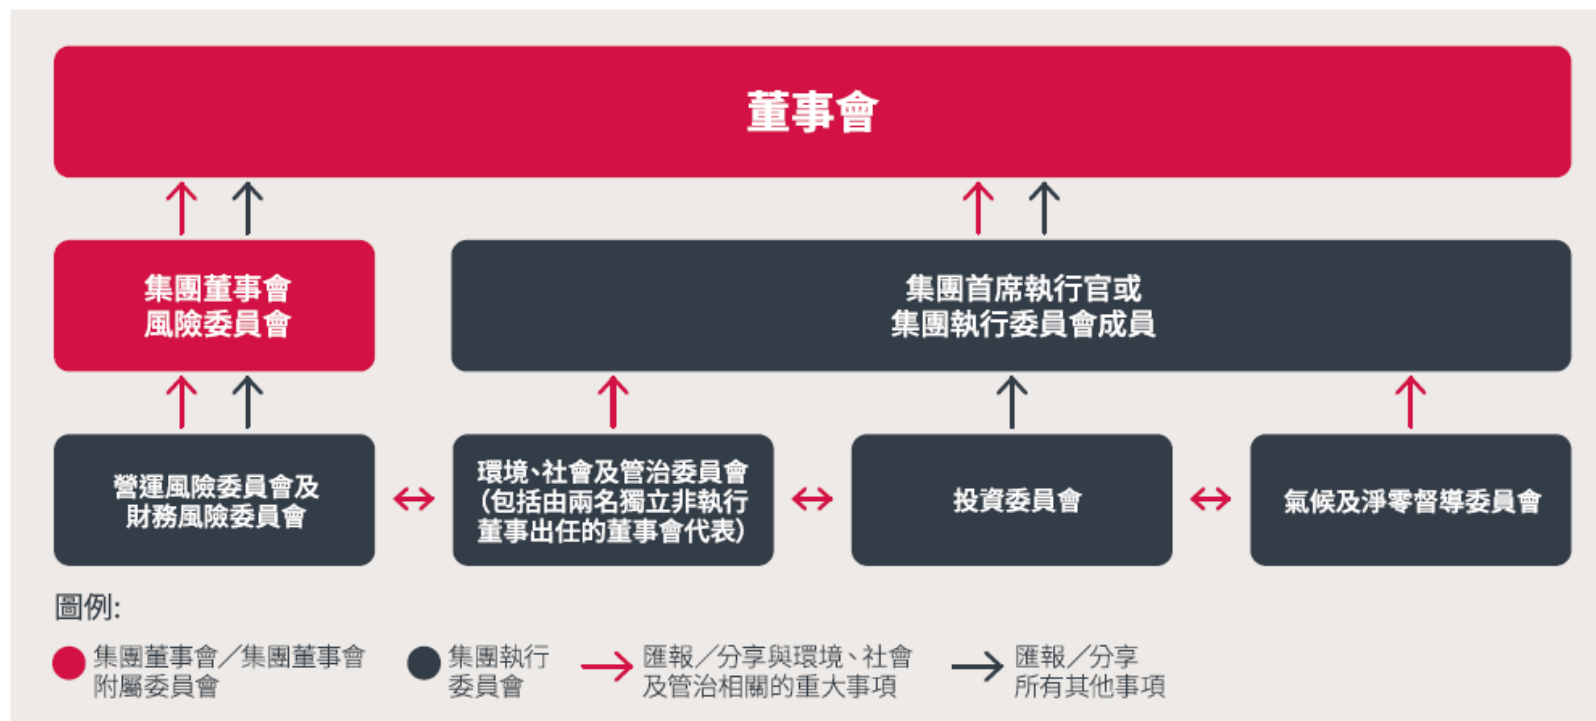 董事會
集團董事會
風險委員會
集團首席執行官或
集團執行委員會成員
營運風險委員會及
財務風險委員會
環境、社會及管治委員會
（包括由兩名獨立非執行
董事出任的董事會代表）
投資委員會
氣候及淨零督導委員會
圖例:
集團董事會／集團董事會
附屬委員會
集團執行
委員會
匯報／分享與環境、社會
及管治相關的重大事項
匯報／分享
所有其他事項